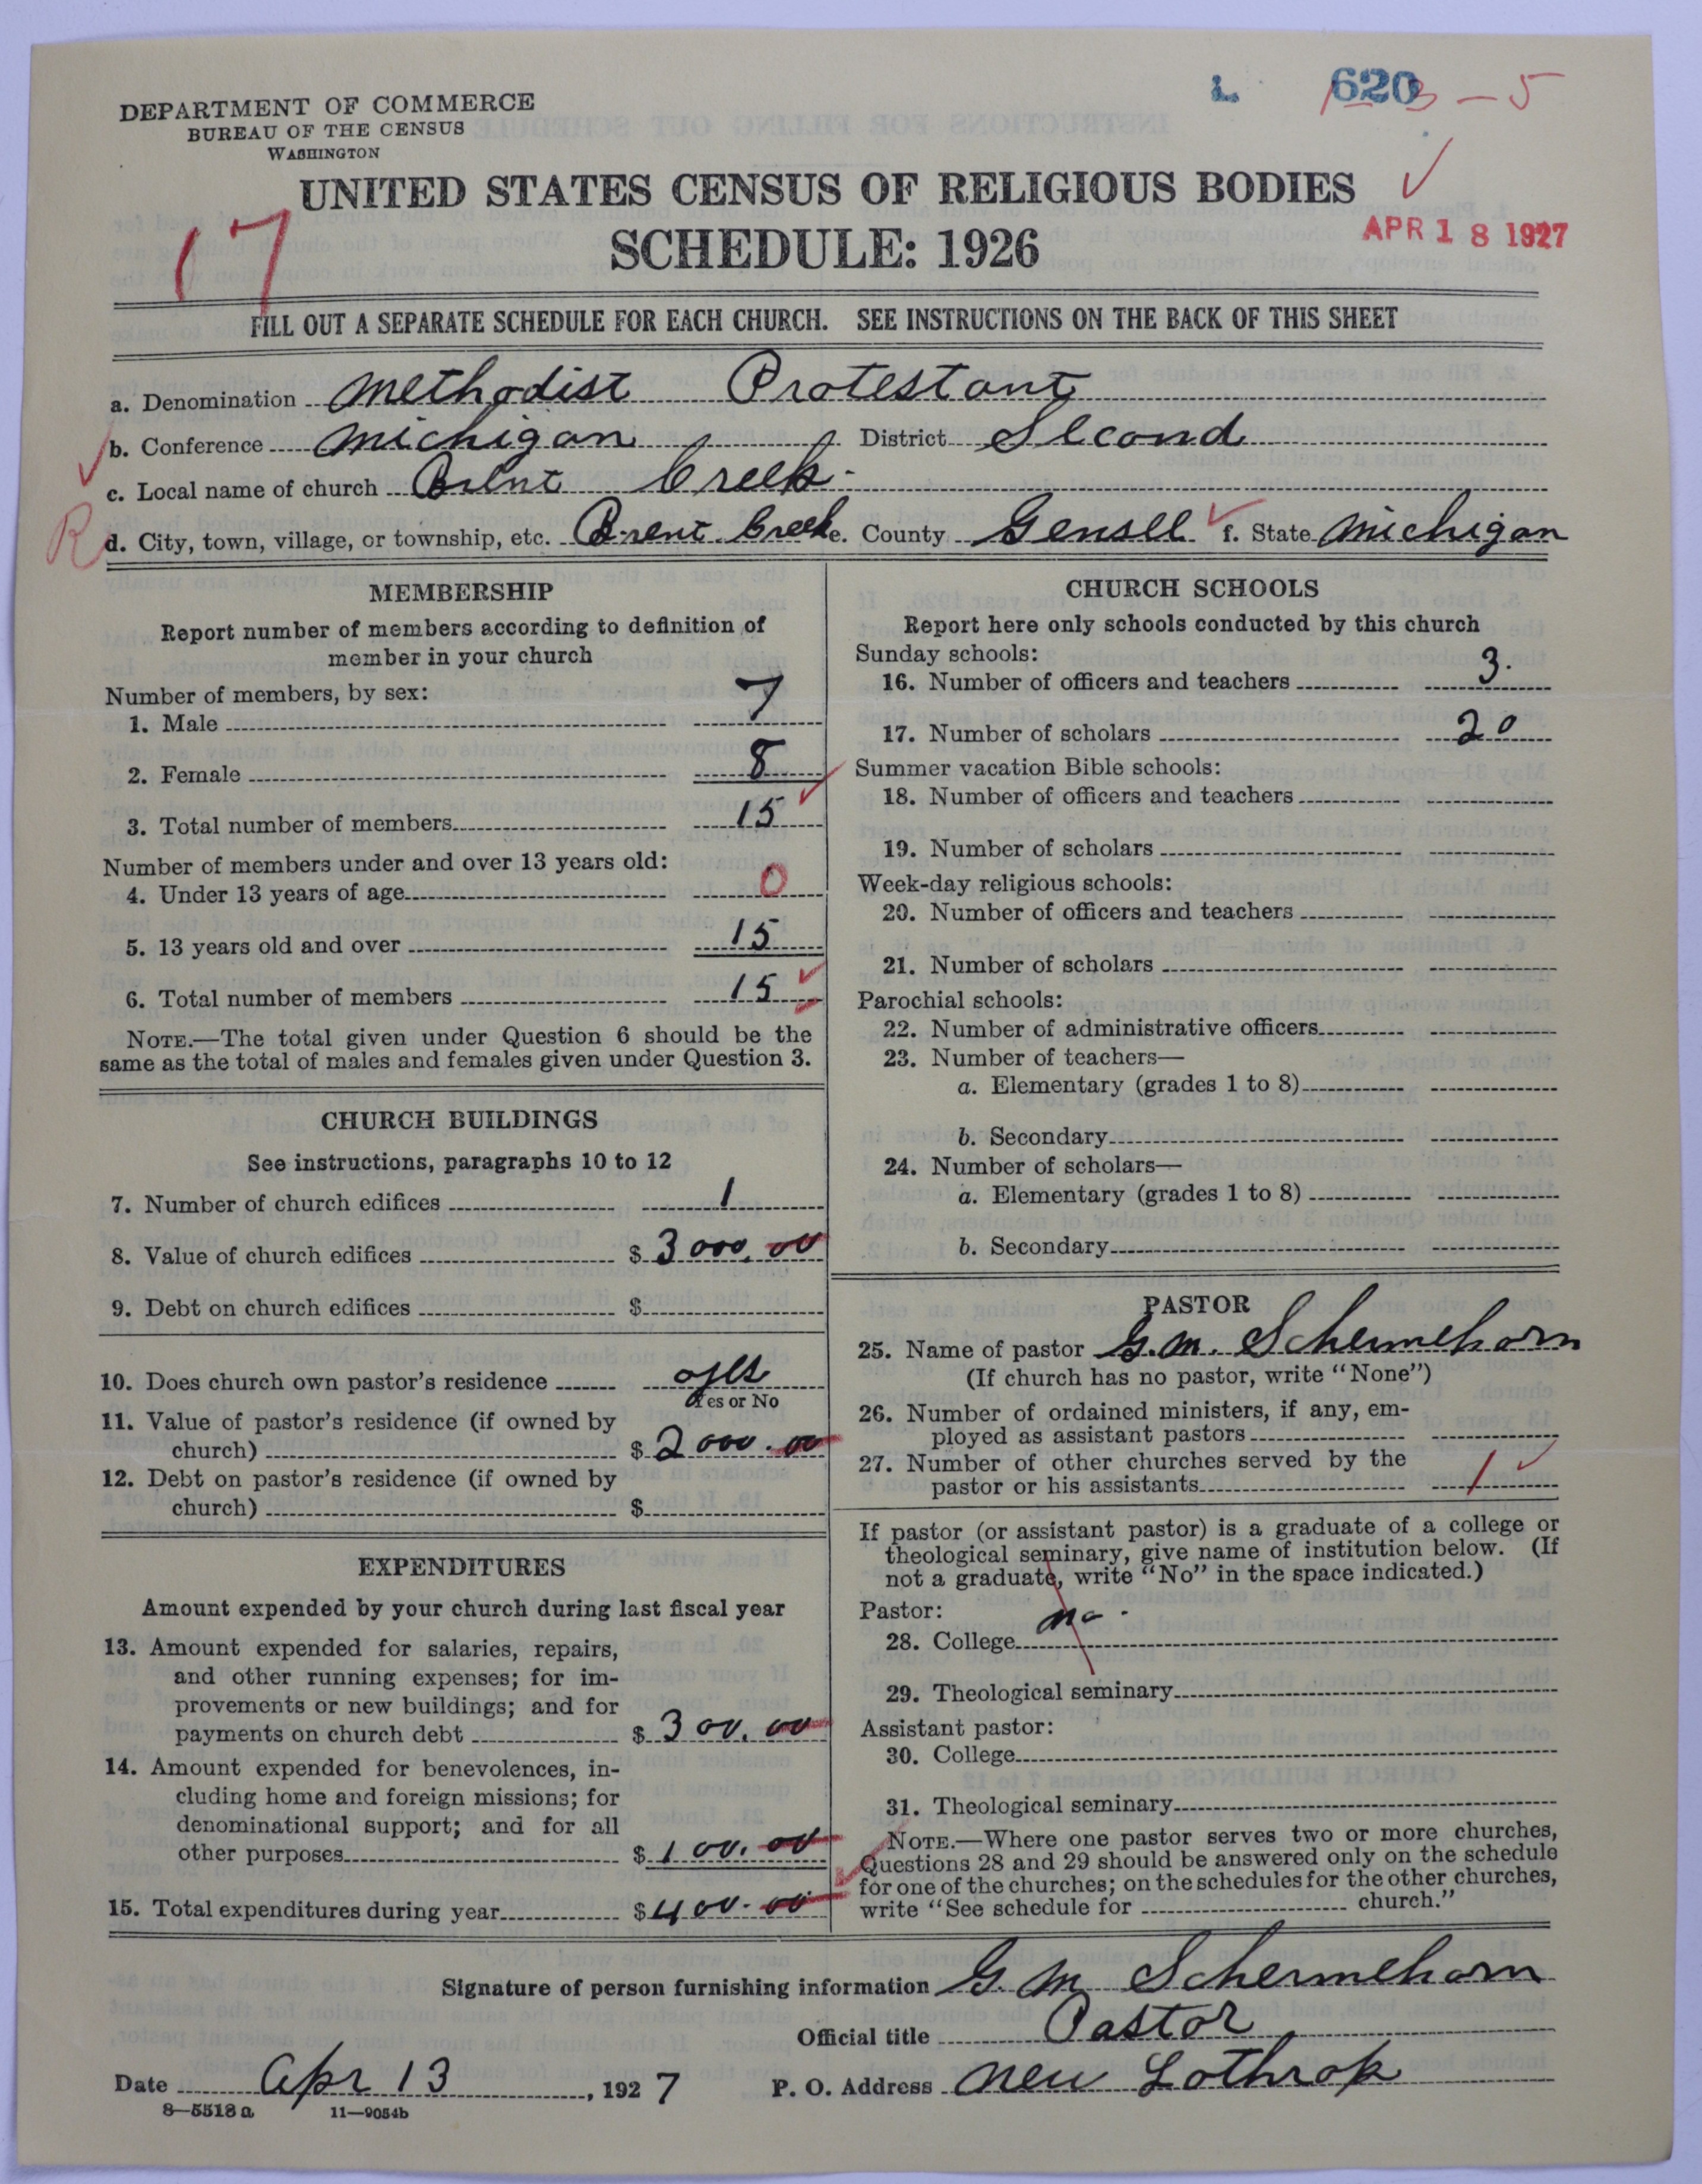 DEPARTMENT OF COMMERCE
BUREAU OF THE CENSUS
WASHINGTON
L 620
- 5
UNITED STATES CENSUS OF RELIGIOUS BODIES
17
SCHEDULE: 1926
APR 18 1927
FILL OUT A SEPARATE SCHEDULE FOR EACH CHURCH. SEE INSTRUCTIONS ON THE BACK OF THIS SHEET
a. Denomination Methodist Protestant
b. Conference Michigan District Second
c. Local name of church Brent Creek
R d. City, town, village, or township, etc. Brent Creek e. County Gensee f. State Michigan
MEMBERSHIP
Report number of members according to definition of
member in your church
Number of members, by sex:
1. Male 7
2. Female 8
3. Total number of members 15
Number of members under and over 13 years old:
4. Under 13 years of age 0
5. 13 years old and over 15
6. Total number of members 15
NOTE.—The total given under Question 6 should be the
same as the total of males and females given under Question 3.
CHURCH BUILDINGS
See instructions, paragraphs 10 to 12
7. Number of church edifices 1
8. Value of church edifices $ 3000.00
9. Debt on church edifices $
10. Does church own pastor's residence yes
Yes or No
11. Value of pastor's residence (if owned by
church) $ 2000.00
12. Debt on pastor's residence (if owned by
church) $
EXPENDITURES
Amount expended by your church during last fiscal year
13. Amount expended for salaries, repairs,
and other running expenses; for im-
provements or new buildings; and for
payments on church debt $ 300.00
14. Amount expended for benevolences, in-
cluding home and foreign missions; for
denominational support; and for all
other purposes $ 100.00
15. Total expenditures during year $ 400.00
CHURCH SCHOOLS
Report here only schools conducted by this church
Sunday schools:
16. Number of officers and teachers 3.
17. Number of scholars 20
Summer vacation Bible schools:
18. Number of officers and teachers
19. Number of scholars
Week-day religious schools:
20. Number of officers and teachers
21. Number of scholars
Parochial schools:
22. Number of administrative officers
23. Number of teachers—
a. Elementary (grades 1 to 8)
b. Secondary
24. Number of scholars—
a. Elementary (grades 1 to 8)
b. Secondary
PASTOR
25. Name of pastor G. M. Schermehorn
(If church has no pastor, write "None")
26. Number of ordained ministers, if any, em-
ployed as assistant pastors
27. Number of other churches served by the
pastor or his assistants 1
If pastor (or assistant pastor) is a graduate of a college or
theological seminary, give name of institution below. (If
not a graduate, write "No" in the space indicated.)
Pastor:
28. College no.
29. Theological seminary
Assistant pastor:
30. College
31. Theological seminary
NOTE.—Where one pastor serves two or more churches,
Questions 28 and 29 should be answered only on the schedule
for one of the churches; on the schedules for the other churches,
write "See schedule for church."
Signature of person furnishing information G. M Schermehorn
Official title Pastor
Date Apr 13, 1927 P. O. Address New Lothrop
8—5518 a 11—9054b